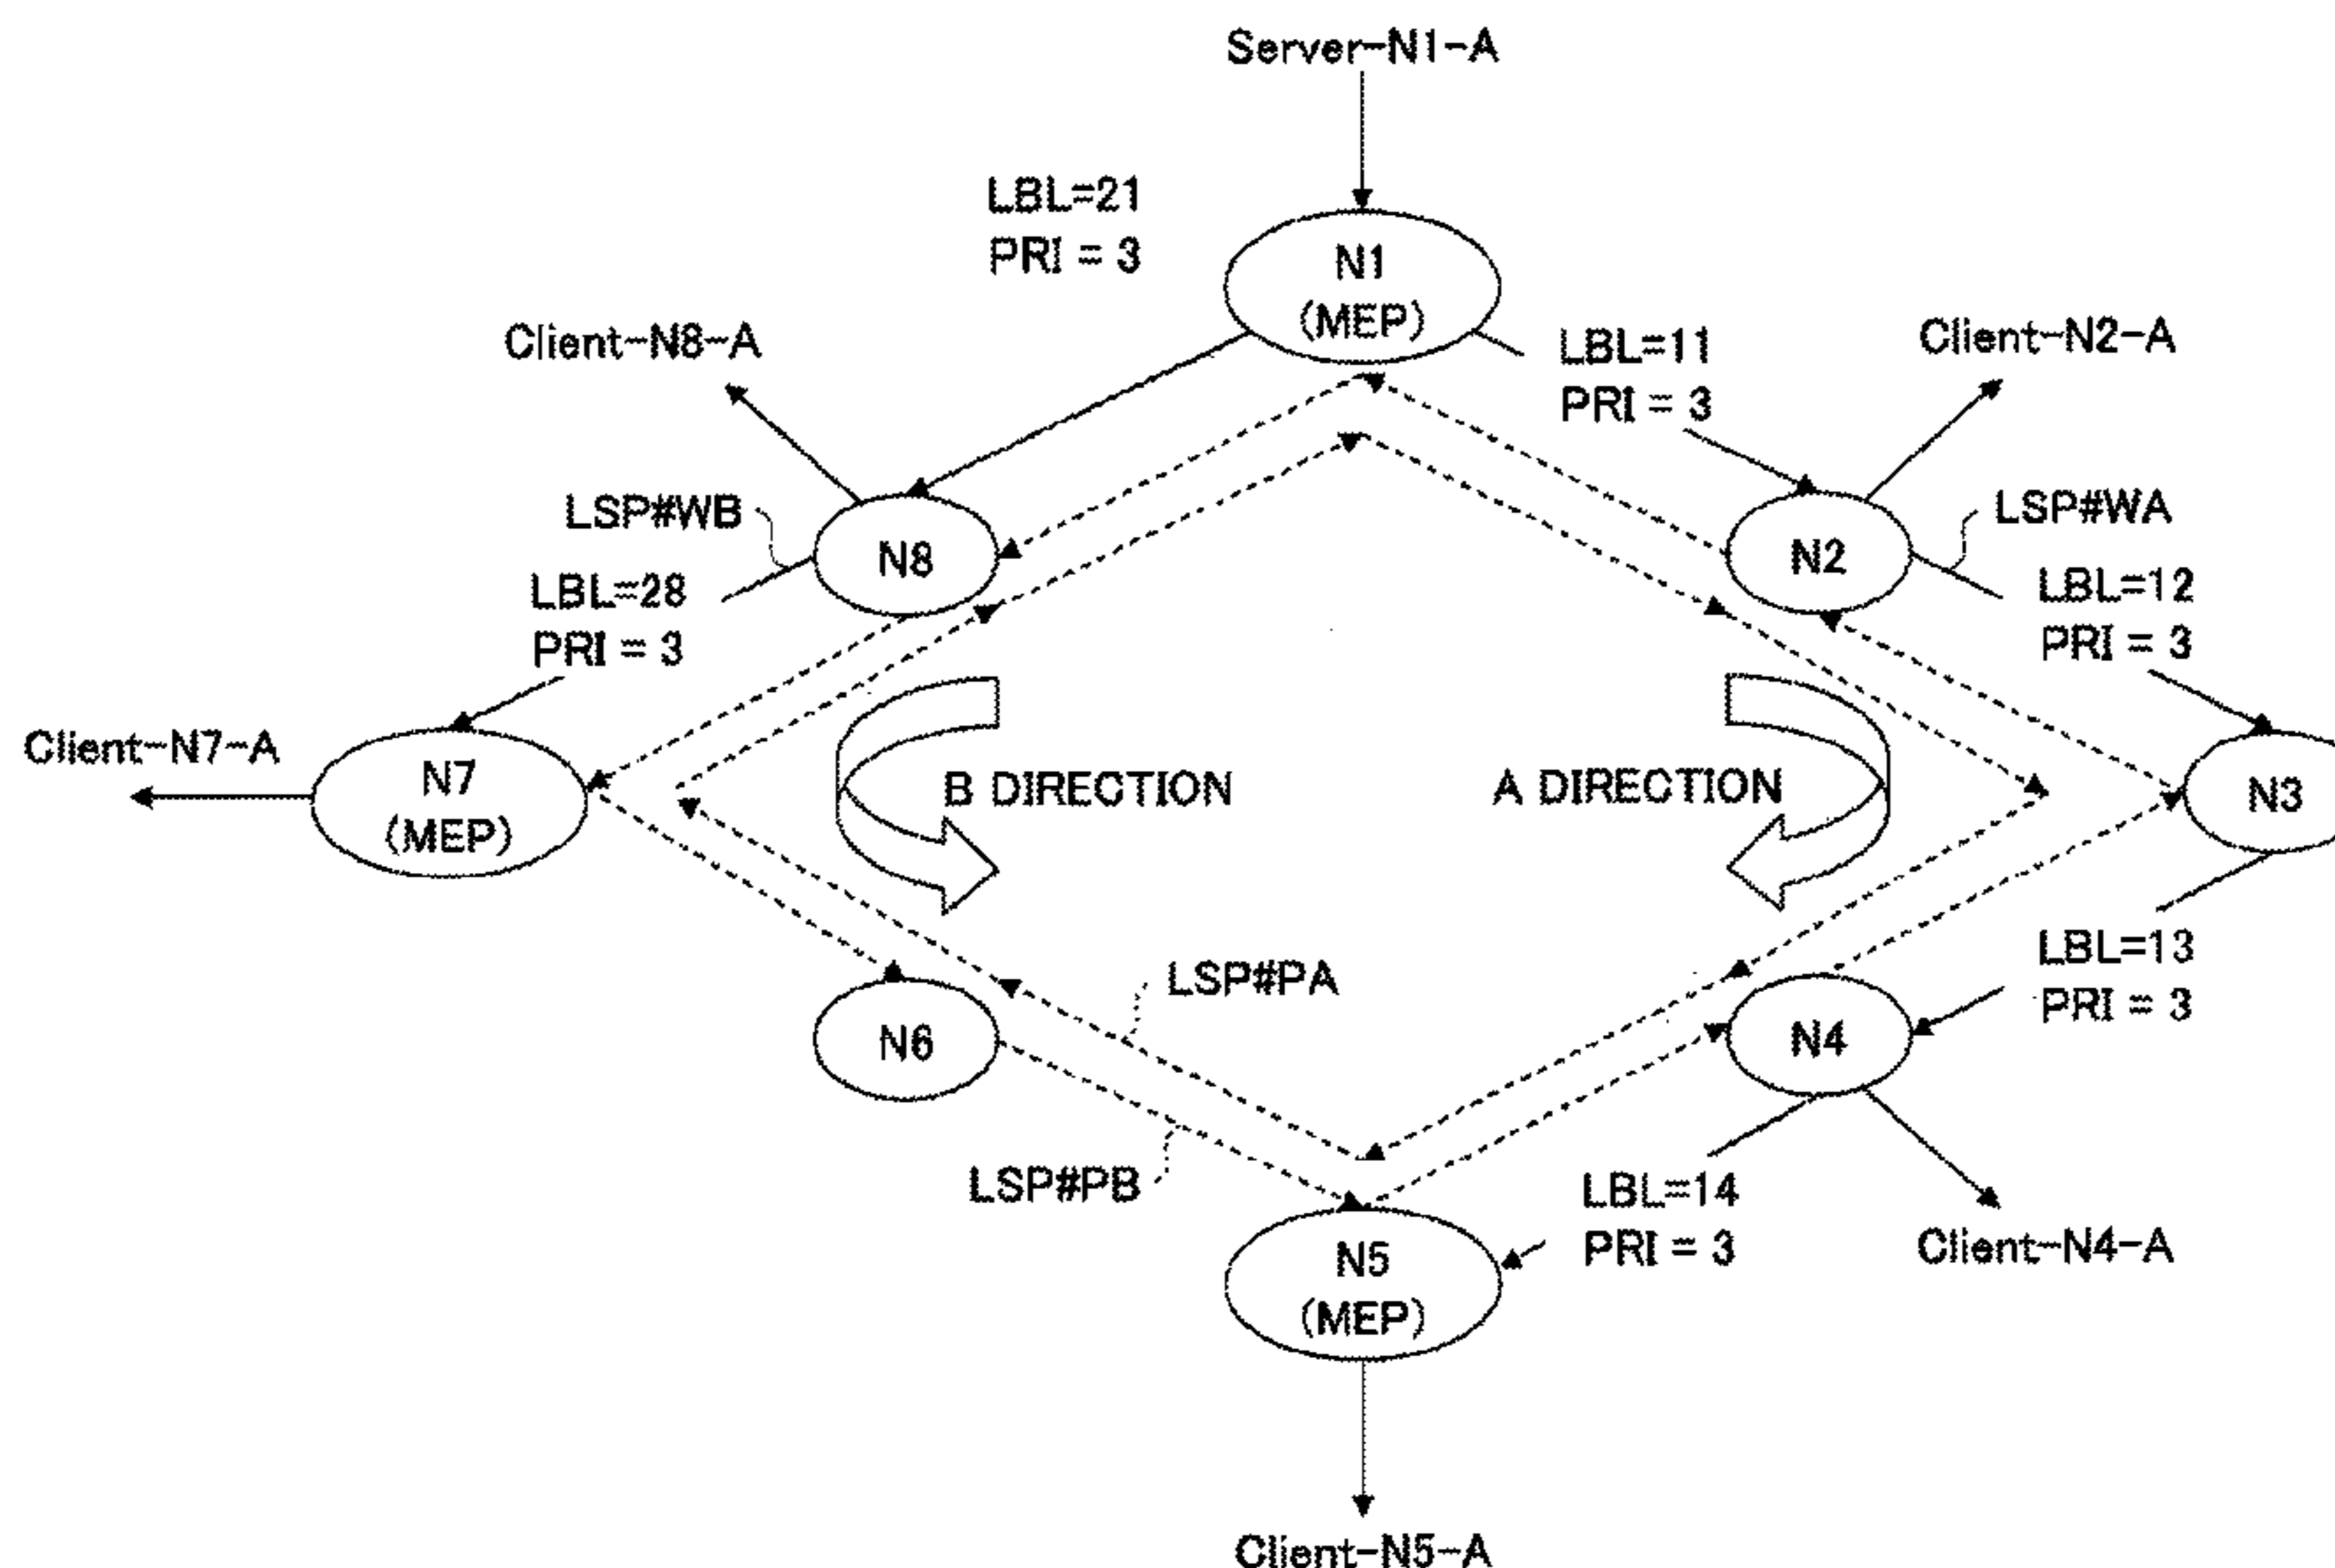 Server-N1-A
LBL=21
PRI = 3
N1
(MEP)
Client-N8-A
LBL=11
PRI = 3
Client-N2-A
LSP#WB
N8
N2
LSP#WA
LBL=28
PRI = 3
LBL=12
PRI = 3
Client-N7-A
N7
(MEP)
B DIRECTION
A DIRECTION
N3
LSP#PA
LBL=13
PRI = 3
N6
N4
LSP#PB
LBL=14
PRI = 3
Client-N4-A
N5
(MEP)
Client-N5-A